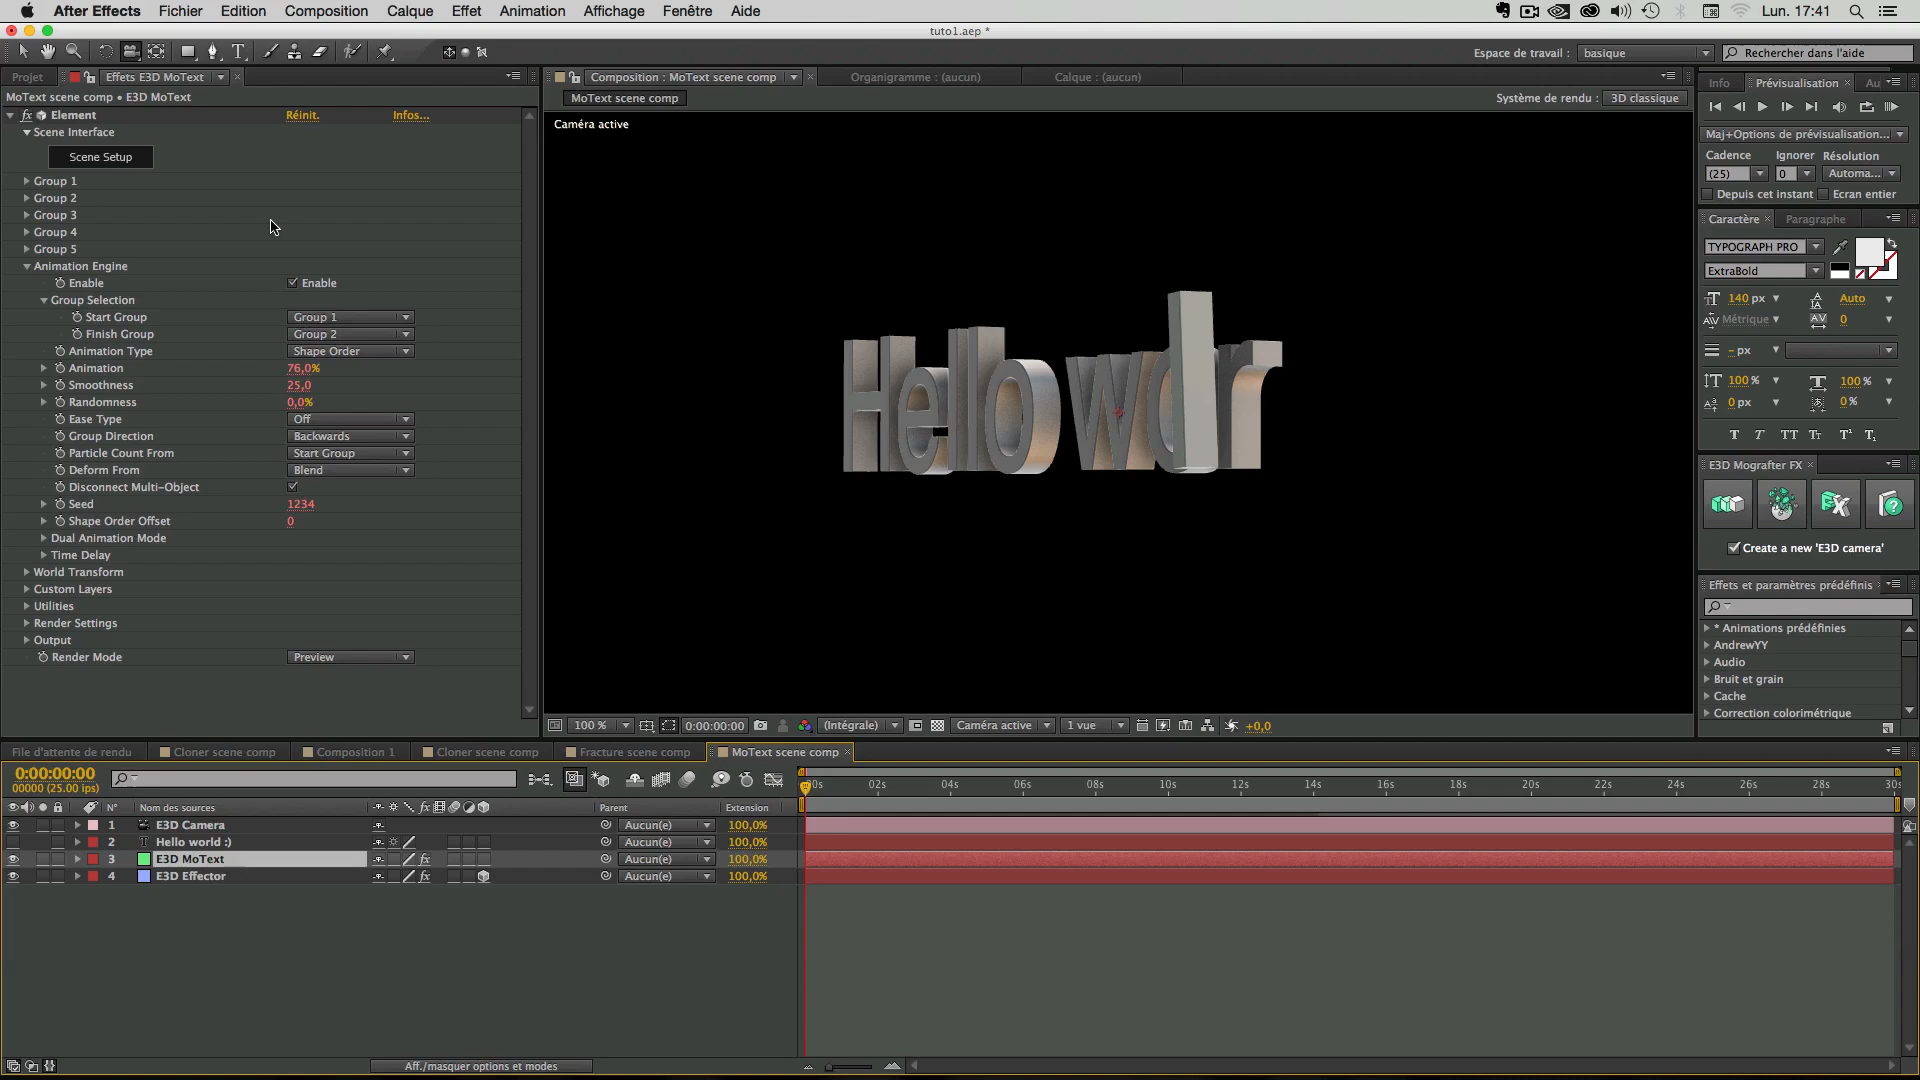 After Effects Fichier Edition Composition Calque Effet Animation Affichage Fenêtre Aide Lun. 17:41
tuto1.aep *
Espace de travail : basique Rechercher dans l'aide
Projet Effets E3D MoText
MoText scene comp • E3D MoText
Element Réinit. Infos...
Scene Interface
Scene Setup
Group 1
Group 2
Group 3
Group 4
Group 5
Animation Engine
Enable Enable
Group Selection
Start Group Group 1
Finish Group Group 2
Animation Type Shape Order
Animation 76,0%
Smoothness 25,0
Randomness 0,0%
Ease Type Off
Group Direction Backwards
Particle Count From Start Group
Deform From Blend
Disconnect Multi-Object
Seed 1234
Shape Order Offset 0
Dual Animation Mode
Time Delay
World Transform
Custom Layers
Utilities
Render Settings
Output
Render Mode Preview
Composition : MoText scene comp Organigramme : (aucun) Calque : (aucun)
MoText scene comp Système de rendu : 3D classique
Caméra active
Hello wdr
100 % 0:00:00:00 (Intégrale) Caméra active 1 vue +0,0
Info Prévisualisation Au
Maj+Options de prévisualisation...
Cadence Ignorer Résolution
(25) 0 Automa...
Depuis cet instant Ecran entier
Caractère Paragraphe
TYPOGRAPH PRO
ExtraBold
140 px Auto
Métrique 0
- px
100 % 100 %
0 px 0 %
E3D Mografter FX
Create a new 'E3D camera'
Effets et paramètres prédéfinis
* Animations prédéfinies
AndrewYY
Audio
Bruit et grain
Cache
Correction colorimétrique
File d'attente de rendu Cloner scene comp Composition 1 Cloner scene comp Fracture scene comp MoText scene comp
0:00:00:00
00000 (25.00 ips)
00s 02s 04s 06s 08s 10s 12s 14s 16s 18s 20s 22s 24s 26s 28s 30s
N° Nom des sources Parent Extension
1 E3D Camera Aucun(e) 100,0%
2 Hello world :) Aucun(e) 100,0%
3 E3D MoText Aucun(e) 100,0%
4 E3D Effector Aucun(e) 100,0%
Aff./masquer options et modes